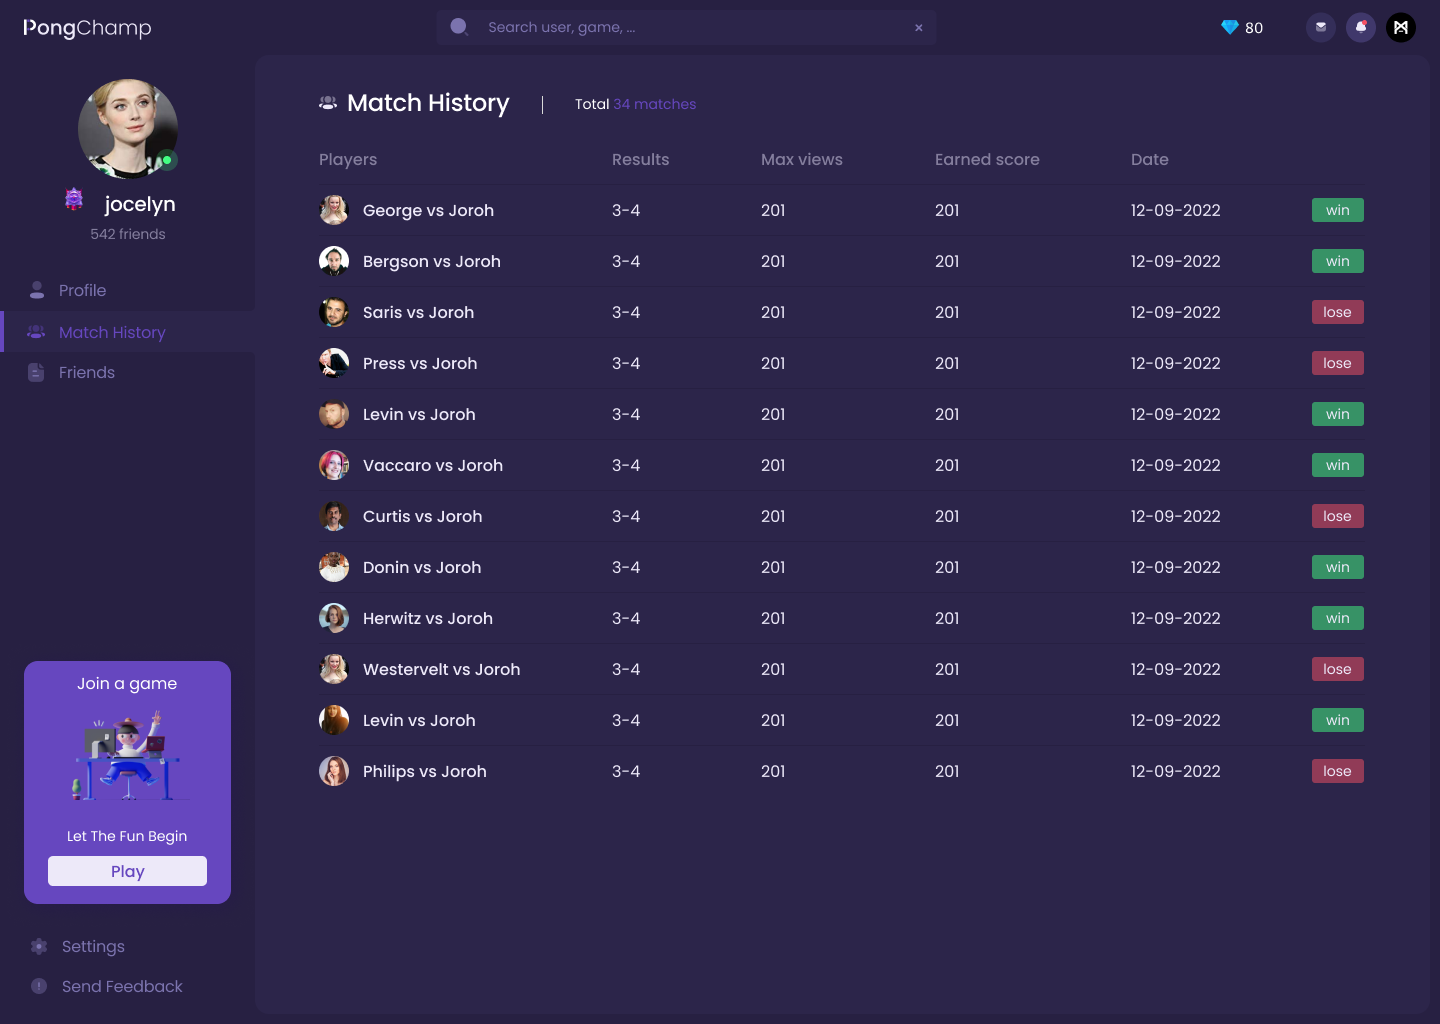 PongChamp
Search user, game, ...
×
80
jocelyn
542 friends
Profile
Match History
Friends
Join a game
Let The Fun Begin
Play
Settings
Send Feedback
Match History | Total 34 matches
Players Results Max views Earned score Date
George vs Joroh 3-4 201 201 12-09-2022 win
Bergson vs Joroh 3-4 201 201 12-09-2022 win
Saris vs Joroh 3-4 201 201 12-09-2022 lose
Press vs Joroh 3-4 201 201 12-09-2022 lose
Levin vs Joroh 3-4 201 201 12-09-2022 win
Vaccaro vs Joroh 3-4 201 201 12-09-2022 win
Curtis vs Joroh 3-4 201 201 12-09-2022 lose
Donin vs Joroh 3-4 201 201 12-09-2022 win
Herwitz vs Joroh 3-4 201 201 12-09-2022 win
Westervelt vs Joroh 3-4 201 201 12-09-2022 lose
Levin vs Joroh 3-4 201 201 12-09-2022 win
Philips vs Joroh 3-4 201 201 12-09-2022 lose